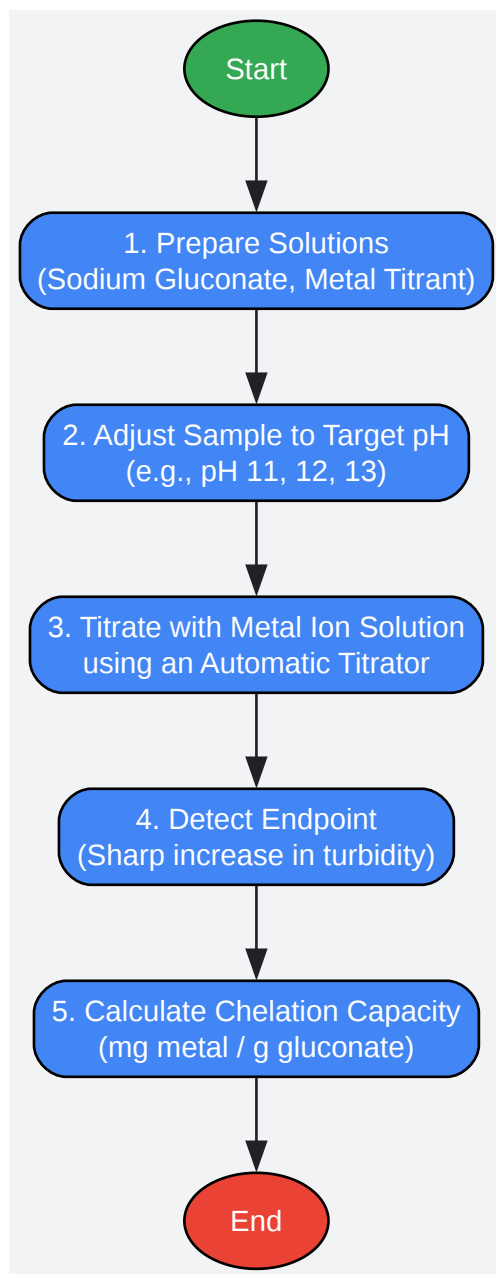 Start
1. Prepare Solutions
(Sodium Gluconate, Metal Titrant)
2. Adjust Sample to Target pH
(e.g., pH 11, 12, 13)
3. Titrate with Metal Ion Solution
using an Automatic Titrator
4. Detect Endpoint
(Sharp increase in turbidity)
5. Calculate Chelation Capacity
(mg metal / g gluconate)
End